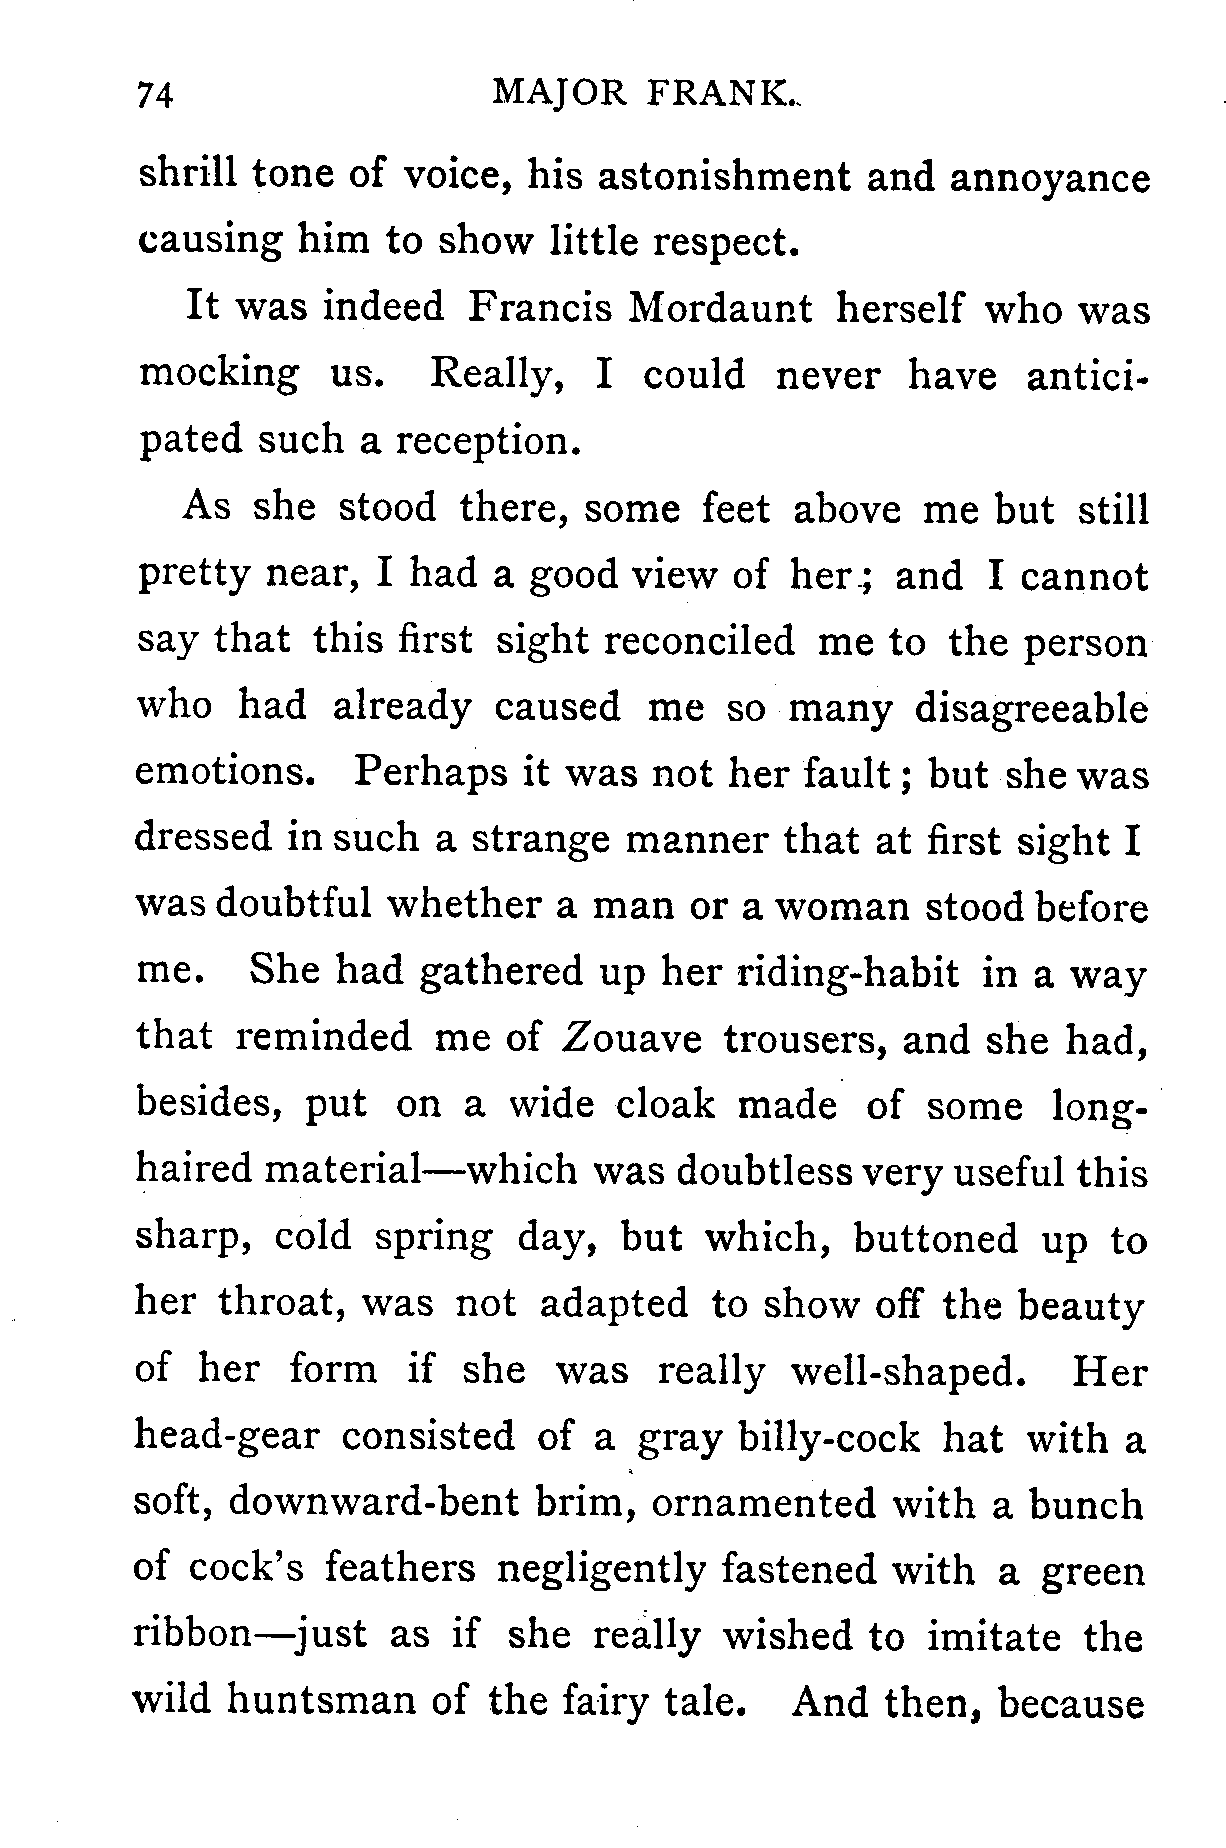 74 MAJOR FRANK.
shrill tone of voice, his astonishment and annoyance
causing him to show little respect.
It was indeed Francis Mordaunt herself who was
mocking us. Really, I could never have antici-
pated such a reception.
As she stood there, some feet above me but still
pretty near, I had a good view of her; and I cannot
say that this first sight reconciled me to the person
who had already caused me so many disagreeable
emotions. Perhaps it was not her fault; but she was
dressed in such a strange manner that at first sight I
was doubtful whether a man or a woman stood before
me. She had gathered up her riding-habit in a way
that reminded me of Zouave trousers, and she had,
besides, put on a wide cloak made of some long-
haired material—which was doubtless very useful this
sharp, cold spring day, but which, buttoned up to
her throat, was not adapted to show off the beauty
of her form if she was really well-shaped. Her
head-gear consisted of a gray billy-cock hat with a
soft, downward-bent brim, ornamented with a bunch
of cock's feathers negligently fastened with a green
ribbon—just as if she really wished to imitate the
wild huntsman of the fairy tale. And then, because